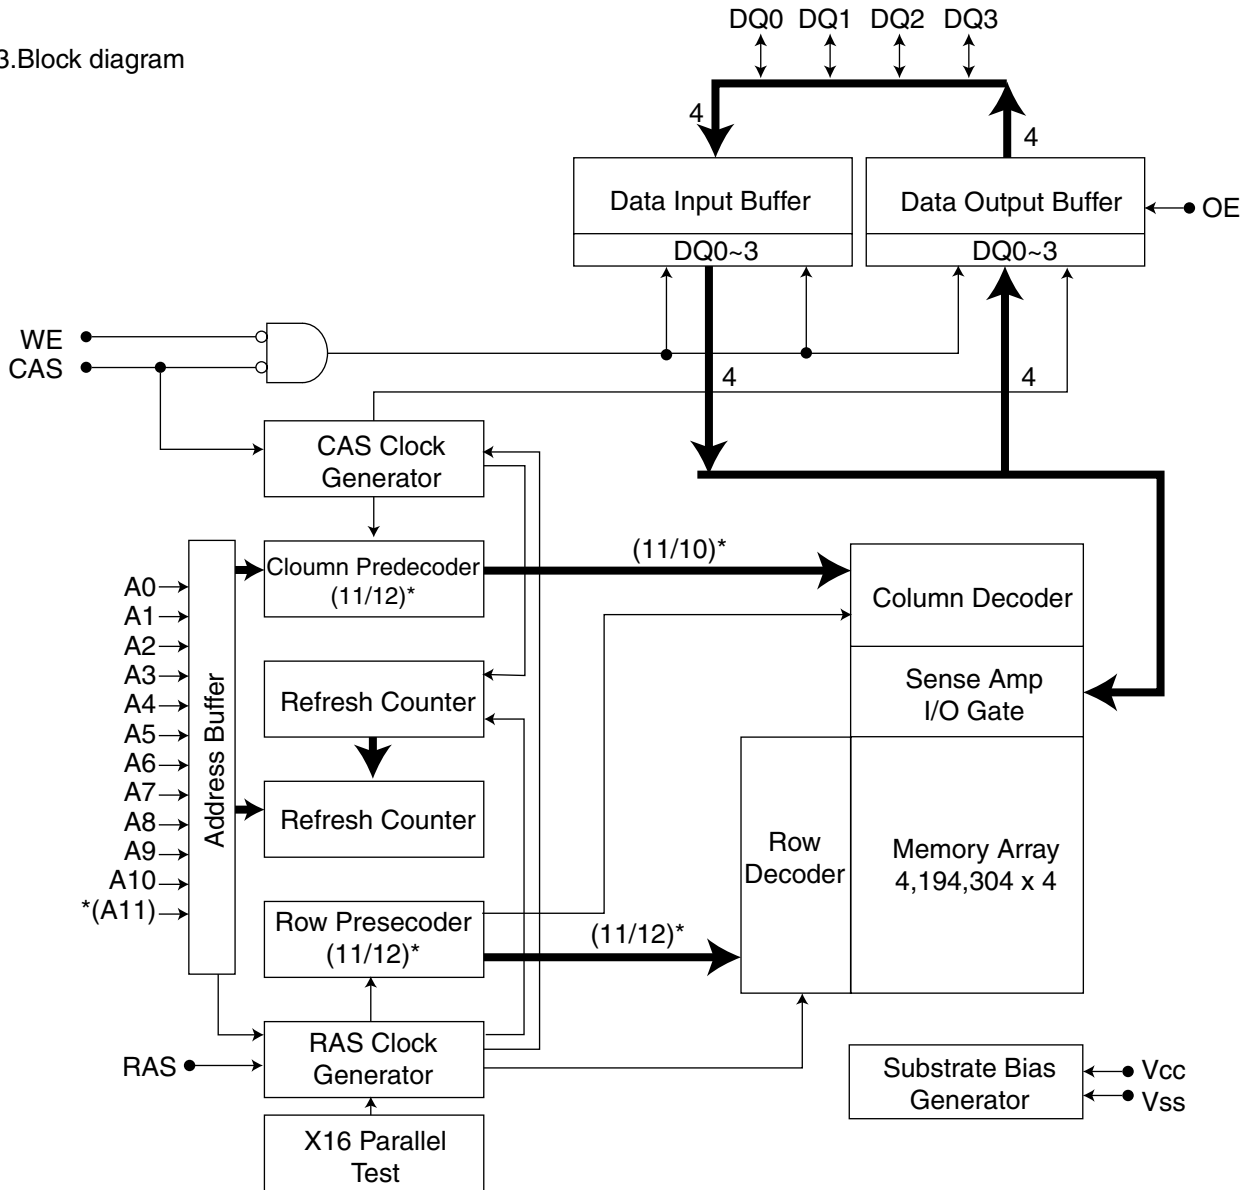 DQ0 DQ1 DQ2 DQ3
3.Block diagram
4
4
Data Input Buffer
DQ0~3
Data Output Buffer
DQ0~3
OE
WE
CAS
4
4
CAS Clock
Generator
Cloumn Predecoder
(11/12)*
(11/10)*
Column Decoder
A0
A1
A2
A3
A4
A5
A6
A7
A8
A9
A10
*(A11)
Address Buffer
Refresh Counter
Refresh Counter
Sense Amp
I/O Gate
Row
Decoder
Memory Array
4,194,304 x 4
Row Presecoder
(11/12)*
(11/12)*
RAS
RAS Clock
Generator
X16 Parallel
Test
Substrate Bias
Generator
Vcc
Vss